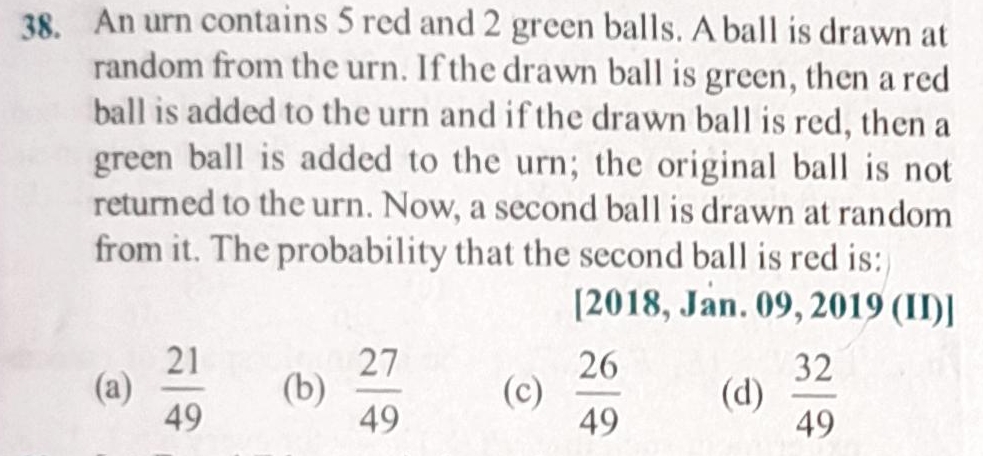 38. An urn contains 5 red and 2 green balls. A ball is drawn at
random from the urn. If the drawn ball is green, then a red
ball is added to the urn and if the drawn ball is red, then a
green ball is added to the urn; the original ball is not
returned to the urn. Now, a second ball is drawn at random
from it. The probability that the second ball is red is:
[2018, Jan. 09, 2019 (II)]
(a) 21/49 (b) 27/49 (c) 26/49 (d) 32/49